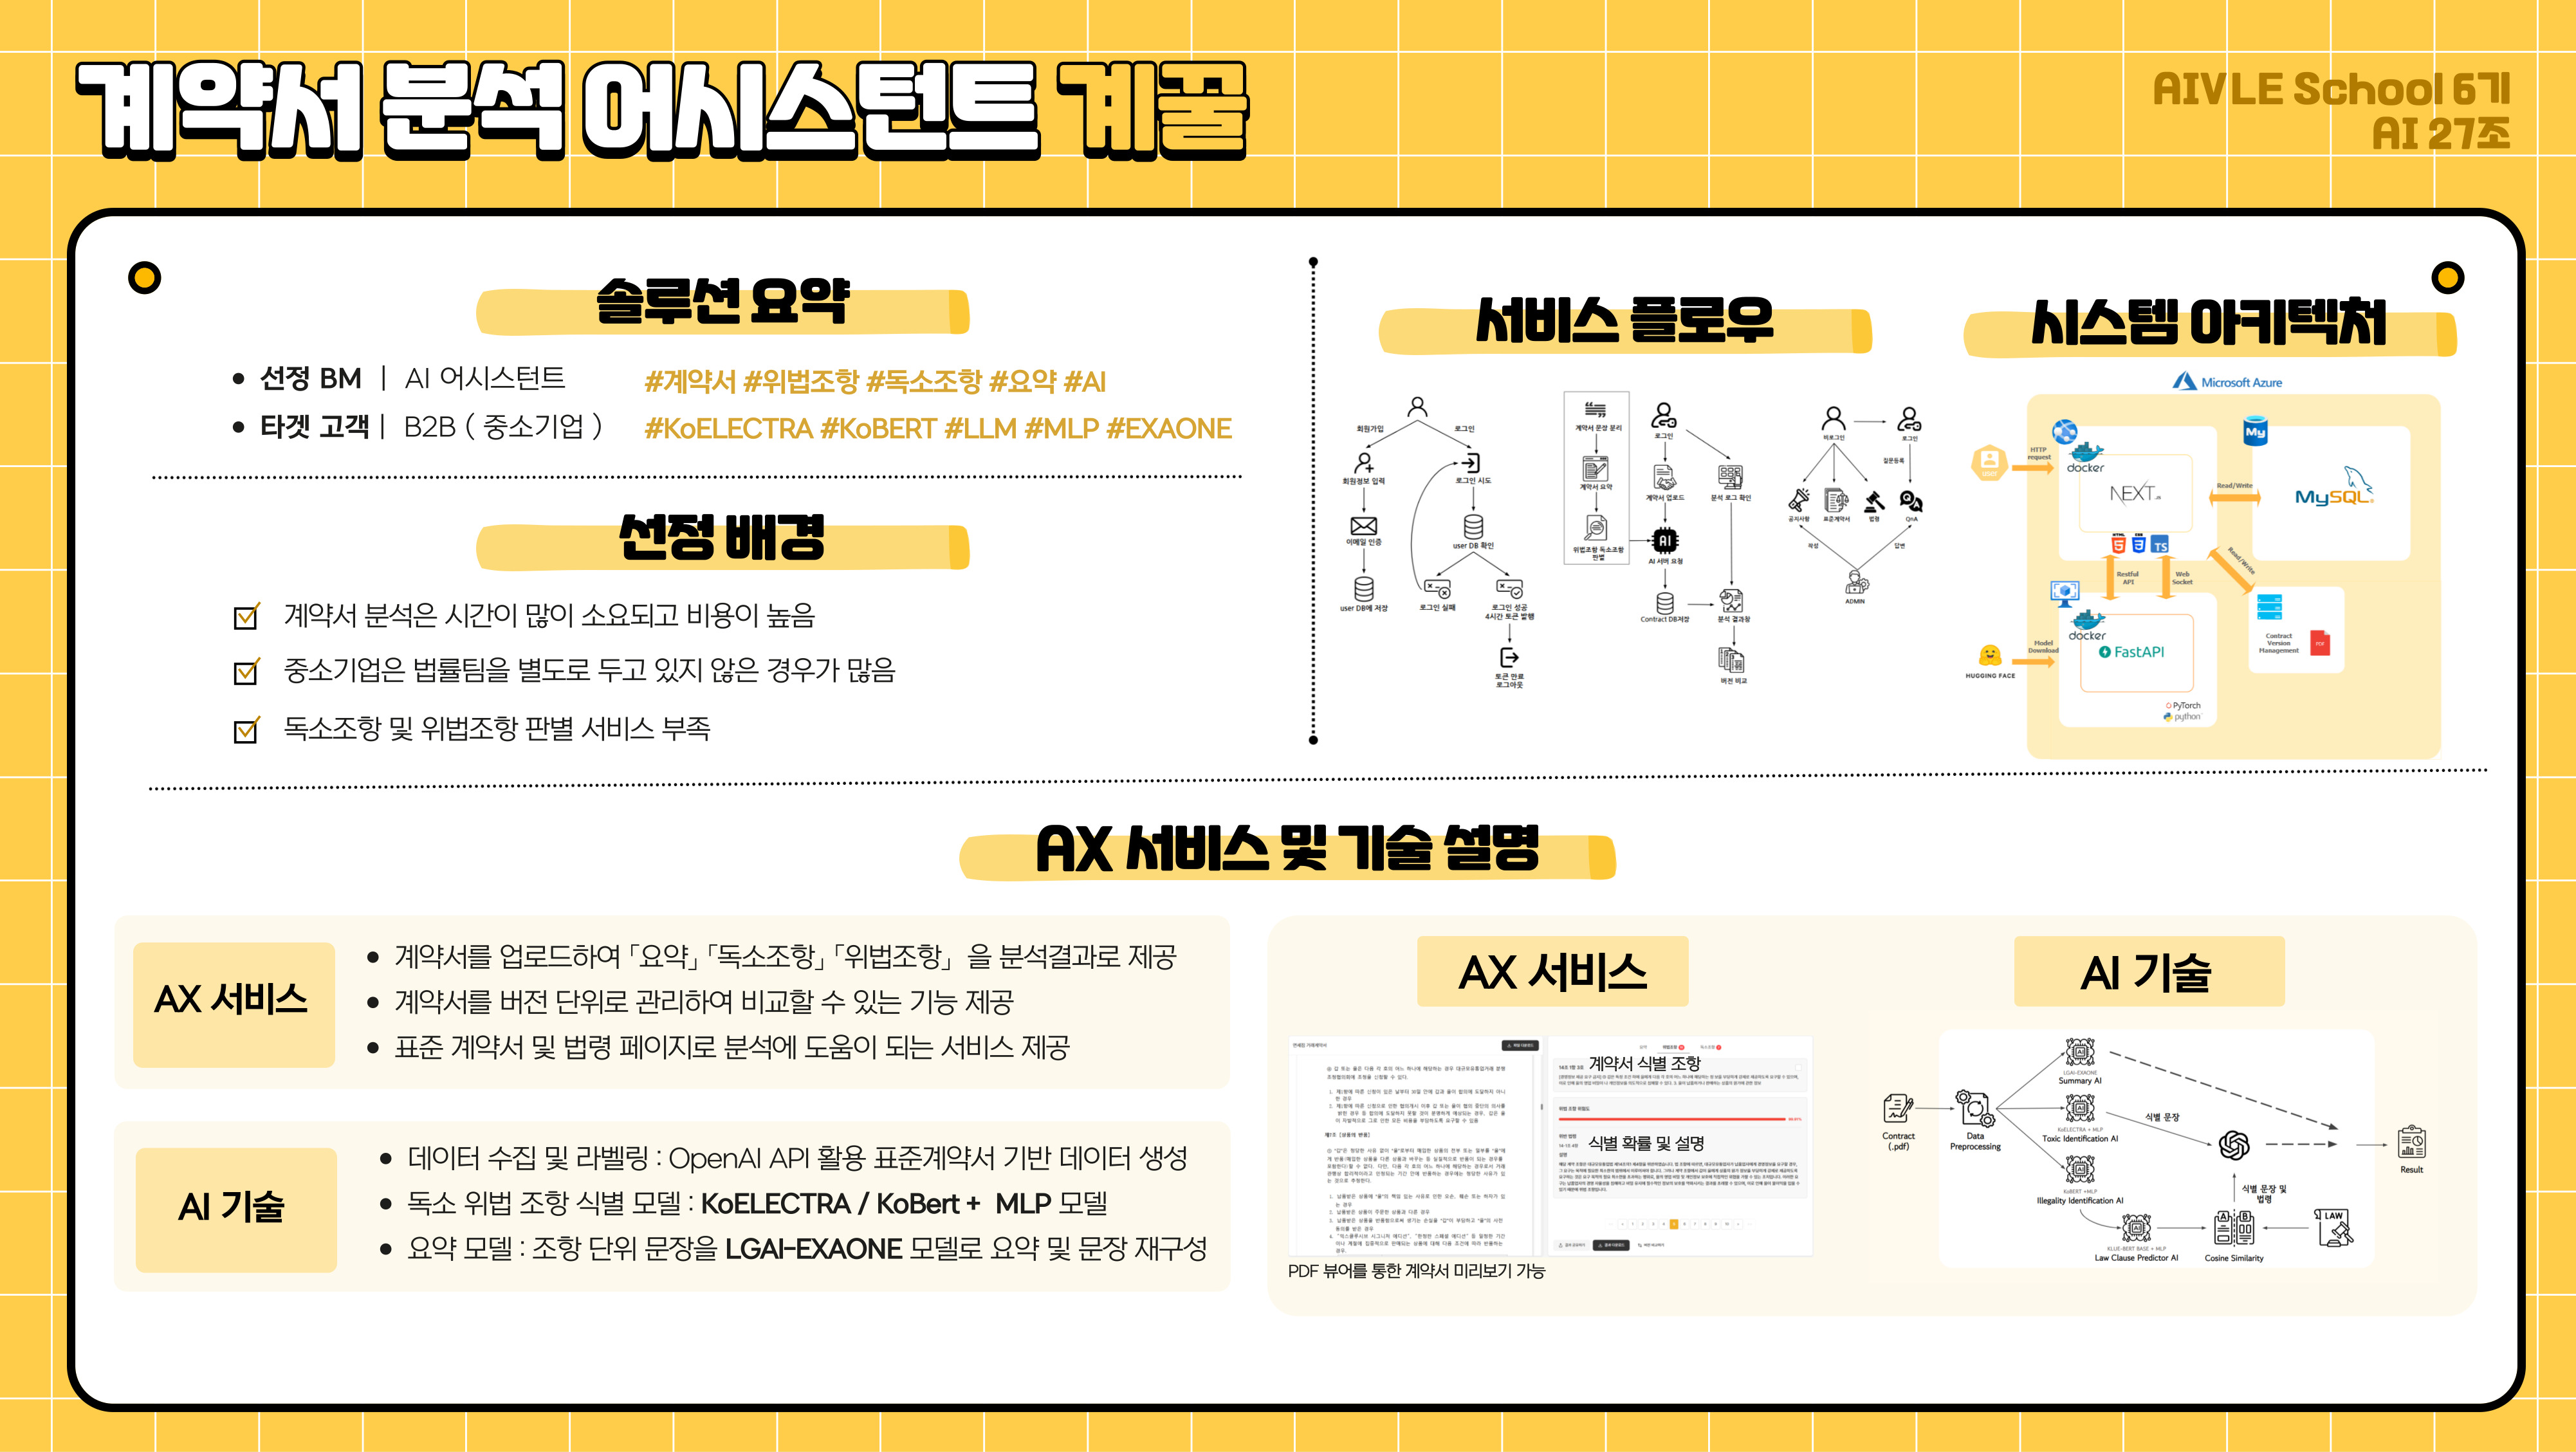 계약서 분석 어시스턴트 계꿀
AIVLE School 6기
AI 27조
솔루션 요약
선정 BM | AI 어시스턴트
타겟 고객 | B2B ( 중소기업 )
#계약서 #위법조항 #독소조항 #요약 #AI
#KoELECTRA #KoBERT #LLM #MLP #EXAONE
선정 배경
계약서 분석은 시간이 많이 소요되고 비용이 높음
중소기업은 법률팀을 별도로 두고 있지 않은 경우가 많음
독소조항 및 위법조항 판별 서비스 부족
서비스 플로우
회원가입
로그인
회원정보 입력
로그인 시도
이메일 인증
user DB 확인
user DB에 저장
로그인 실패
로그인 성공
4시간 토큰 발행
토큰 만료
로그아웃
계약서 문장 분리
계약서 요약
위법조항 독소조항
판별
로그인
계약서 업로드
분석 로그 확인
AI
AI 서버 요청
Contract DB저장
분석 결과창
버전 비교
비로그인
로그인
질문등록
공지사항
표준계약서
법령
QnA
작성
답변
ADMIN
시스템 아키텍처
Microsoft Azure
user
HTTP
request
docker
NEXT.JS
HTML
CSS
TS
My
Read/Write
MySQL
Restful
API
Web
Socket
Read/Write
docker
FastAPI
Model
Download
HUGGING FACE
PyTorch
python
Contract
Version
Management
PDF
AX 서비스 및 기술 설명
AX 서비스
계약서를 업로드하여 「요약」 「독소조항」 「위법조항」 을 분석결과로 제공
계약서를 버전 단위로 관리하여 비교할 수 있는 기능 제공
표준 계약서 및 법령 페이지로 분석에 도움이 되는 서비스 제공
AI 기술
데이터 수집 및 라벨링 : OpenAI API 활용 표준계약서 기반 데이터 생성
독소 위법 조항 식별 모델 : KoELECTRA / KoBert + MLP 모델
요약 모델 : 조항 단위 문장을 LGAI-EXAONE 모델로 요약 및 문장 재구성
AX 서비스
계약서 식별 조항
식별 확률 및 설명
PDF 뷰어를 통한 계약서 미리보기 가능
AI 기술
Contract
(.pdf)
Data
Preprocessing
LGAI-EXAONE
Summary AI
KoELECTRA + MLP
Toxic Identification AI
KoBERT +MLP
Illegality Identification AI
KLUE-BERT BASE + MLP
Law Clause Predictor AI
식별 문장
식별 문장 및
법령
A B
Cosine Similarity
LAW
Result